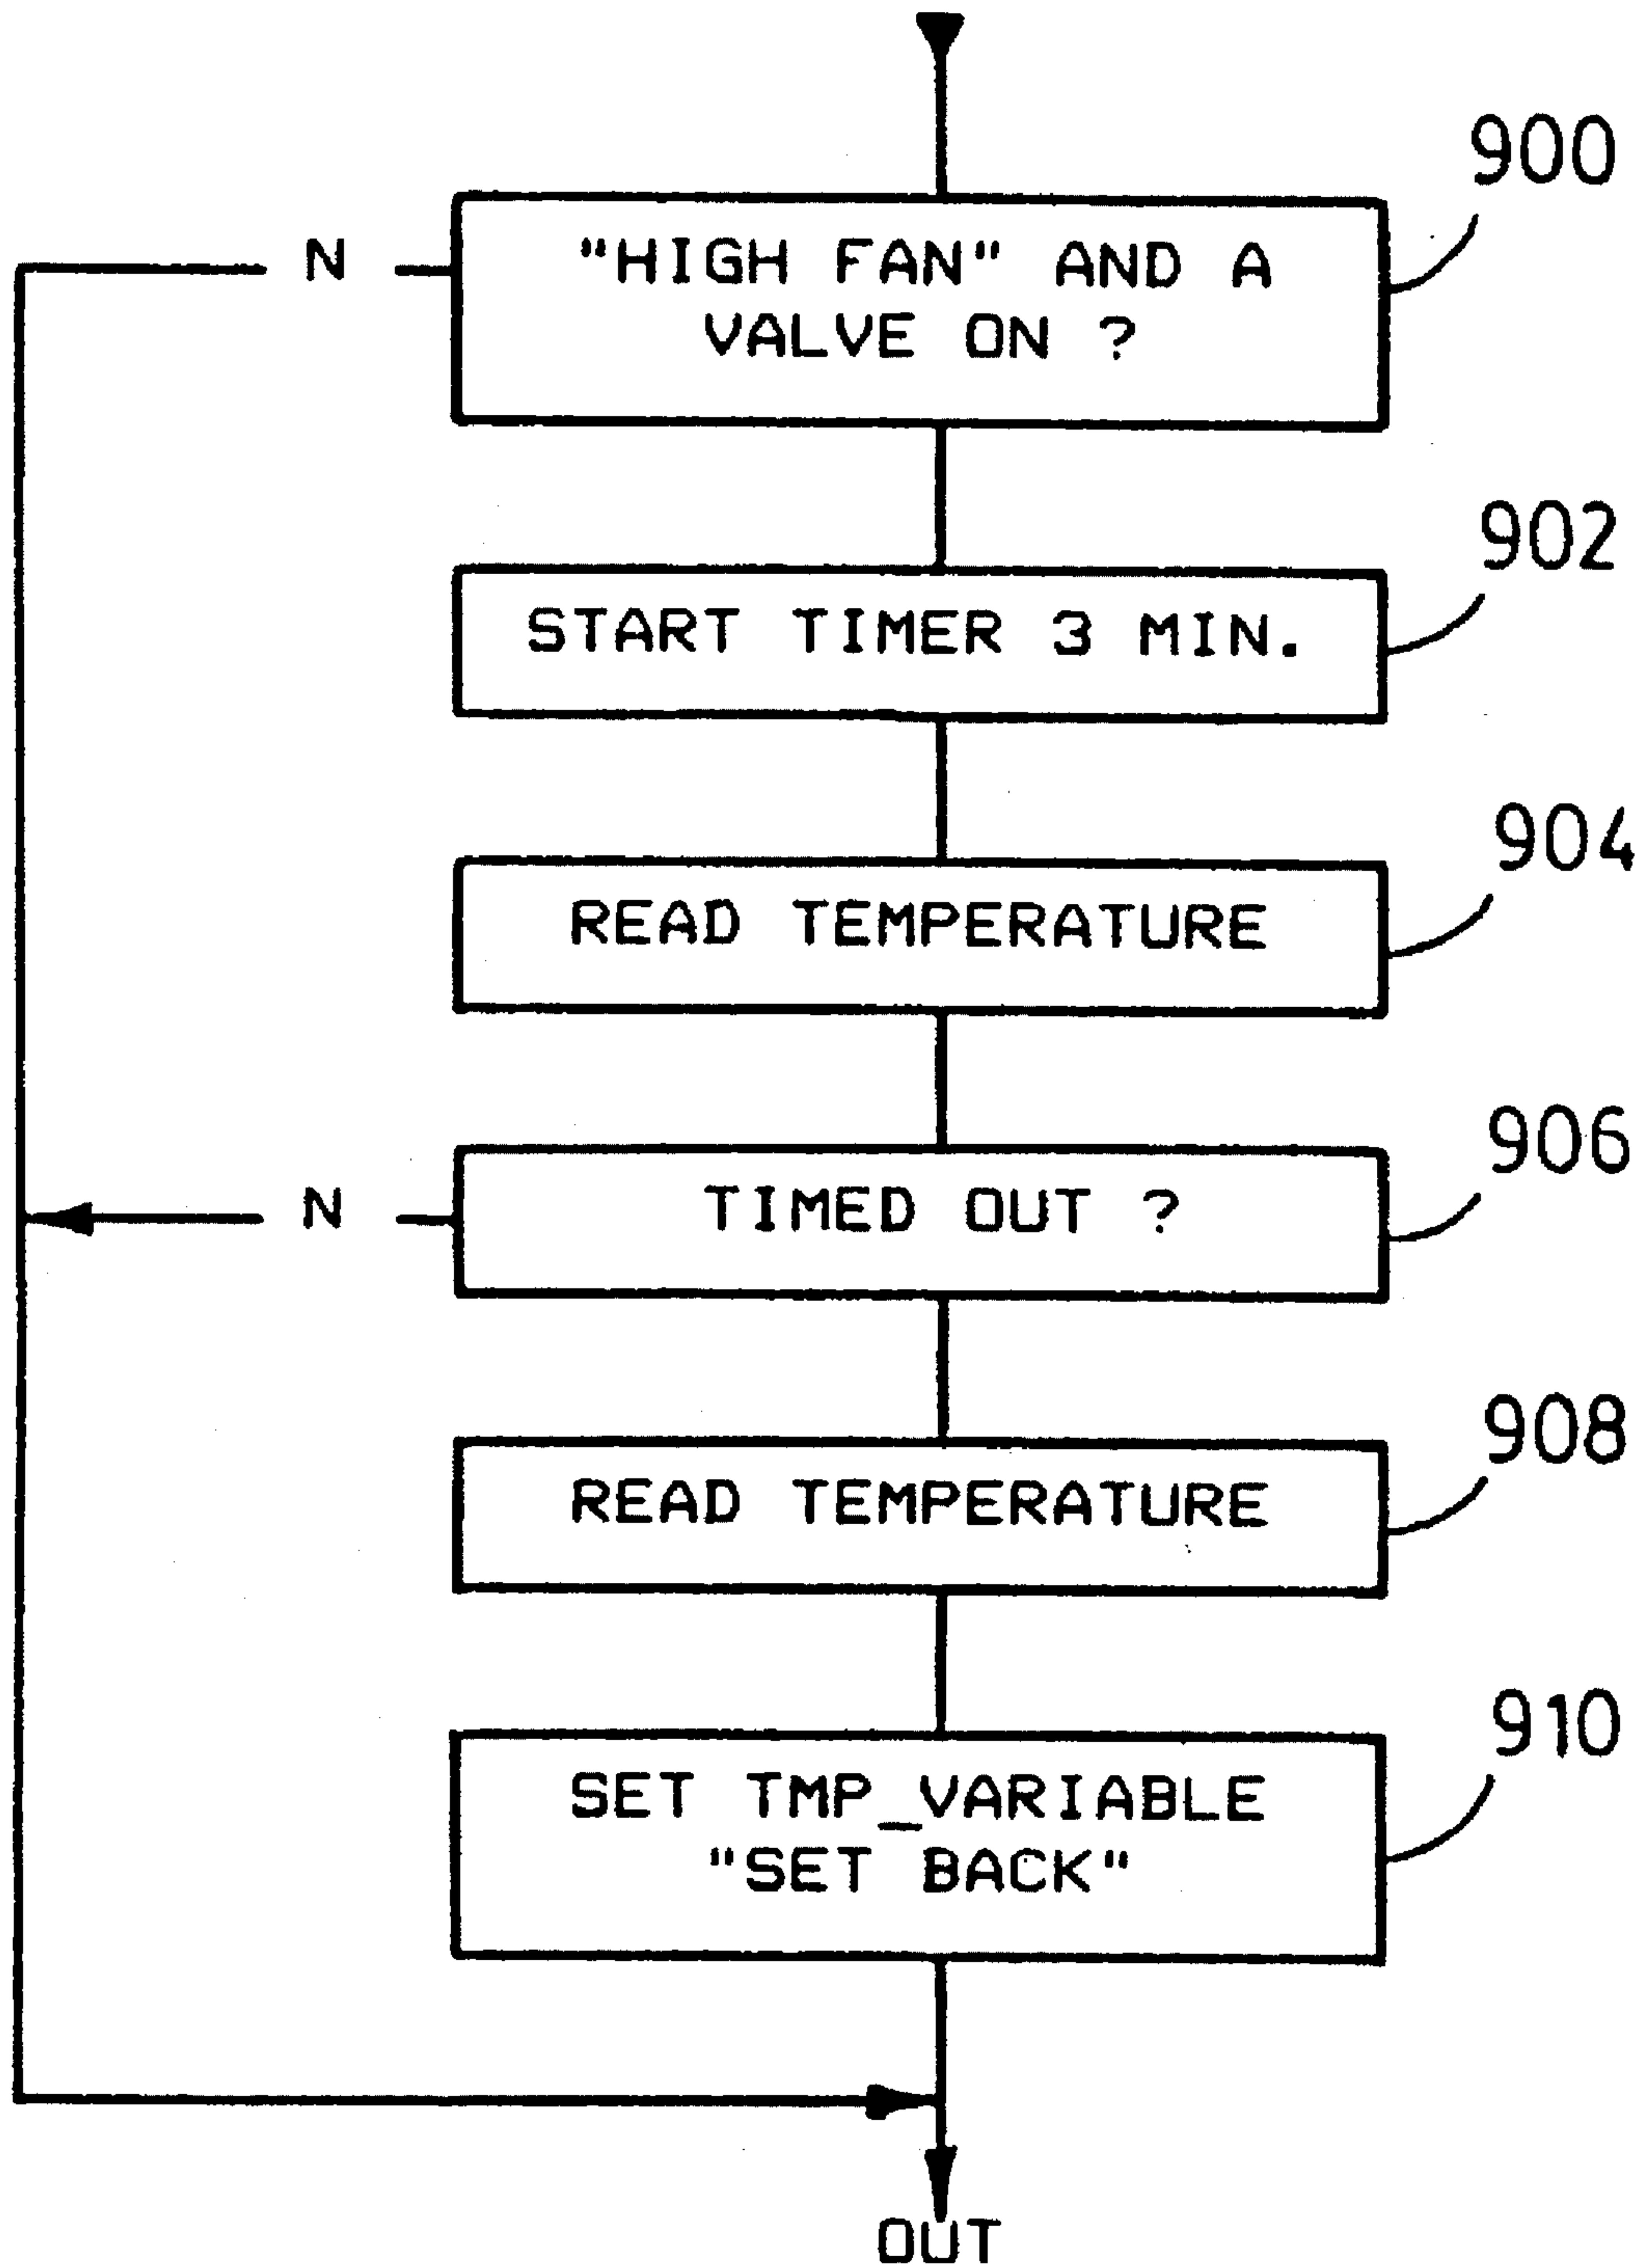 900
N
"HIGH FAN" AND A
VALVE ON ?
902
START TIMER 3 MIN.
904
READ TEMPERATURE
906
N
TIMED OUT ?
908
READ TEMPERATURE
910
SET TMP_VARIABLE
"SET BACK"
OUT